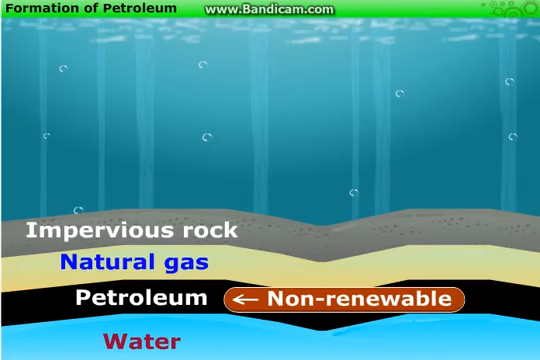 Formation of Petroleum
www.Bandicam.com
Impervious rock
Natural gas
Petroleum
← Non-renewable
Water